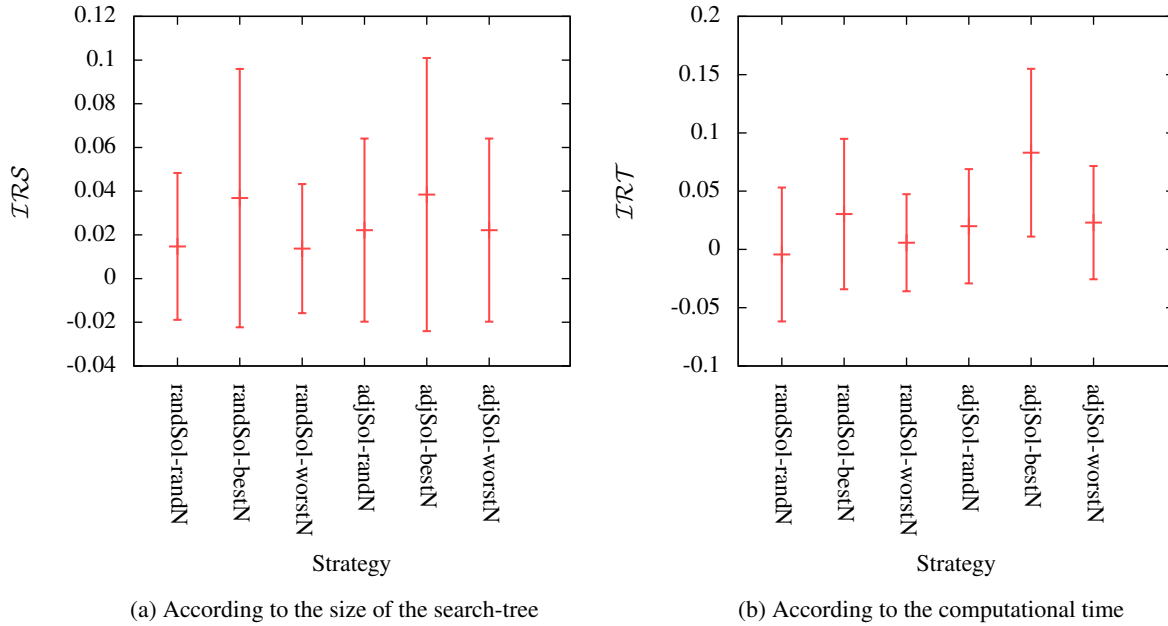 0.12
0.1
0.08
0.06
0.04
0.02
0
-0.02
-0.04
IRS
randSol-randN
randSol-bestN
randSol-worstN
adjSol-randN
adjSol-bestN
adjSol-worstN
Strategy
(a) According to the size of the search-tree
0.2
0.15
0.1
0.05
0
-0.05
-0.1
IRT
randSol-randN
randSol-bestN
randSol-worstN
adjSol-randN
adjSol-bestN
adjSol-worstN
Strategy
(b) According to the computational time